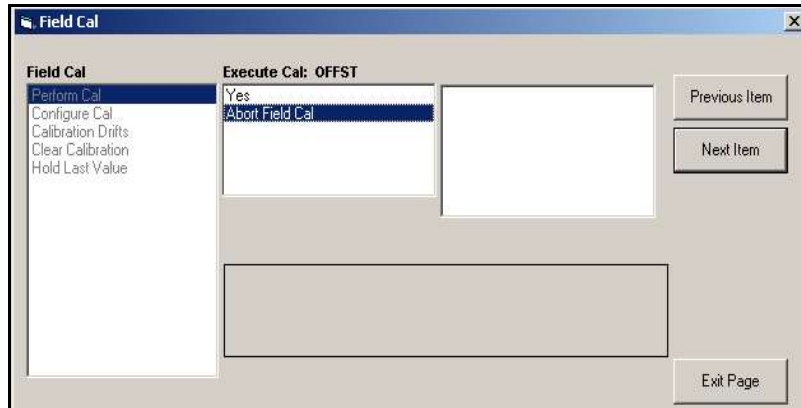 Field Cal
Field Cal
Perform Cal
Configure Cal
Calibration Drifts
Clear Calibration
Hold Last Value
Execute Cal: OFFST
Yes
Abort Field Cal
Previous Item
Next Item
Exit Page